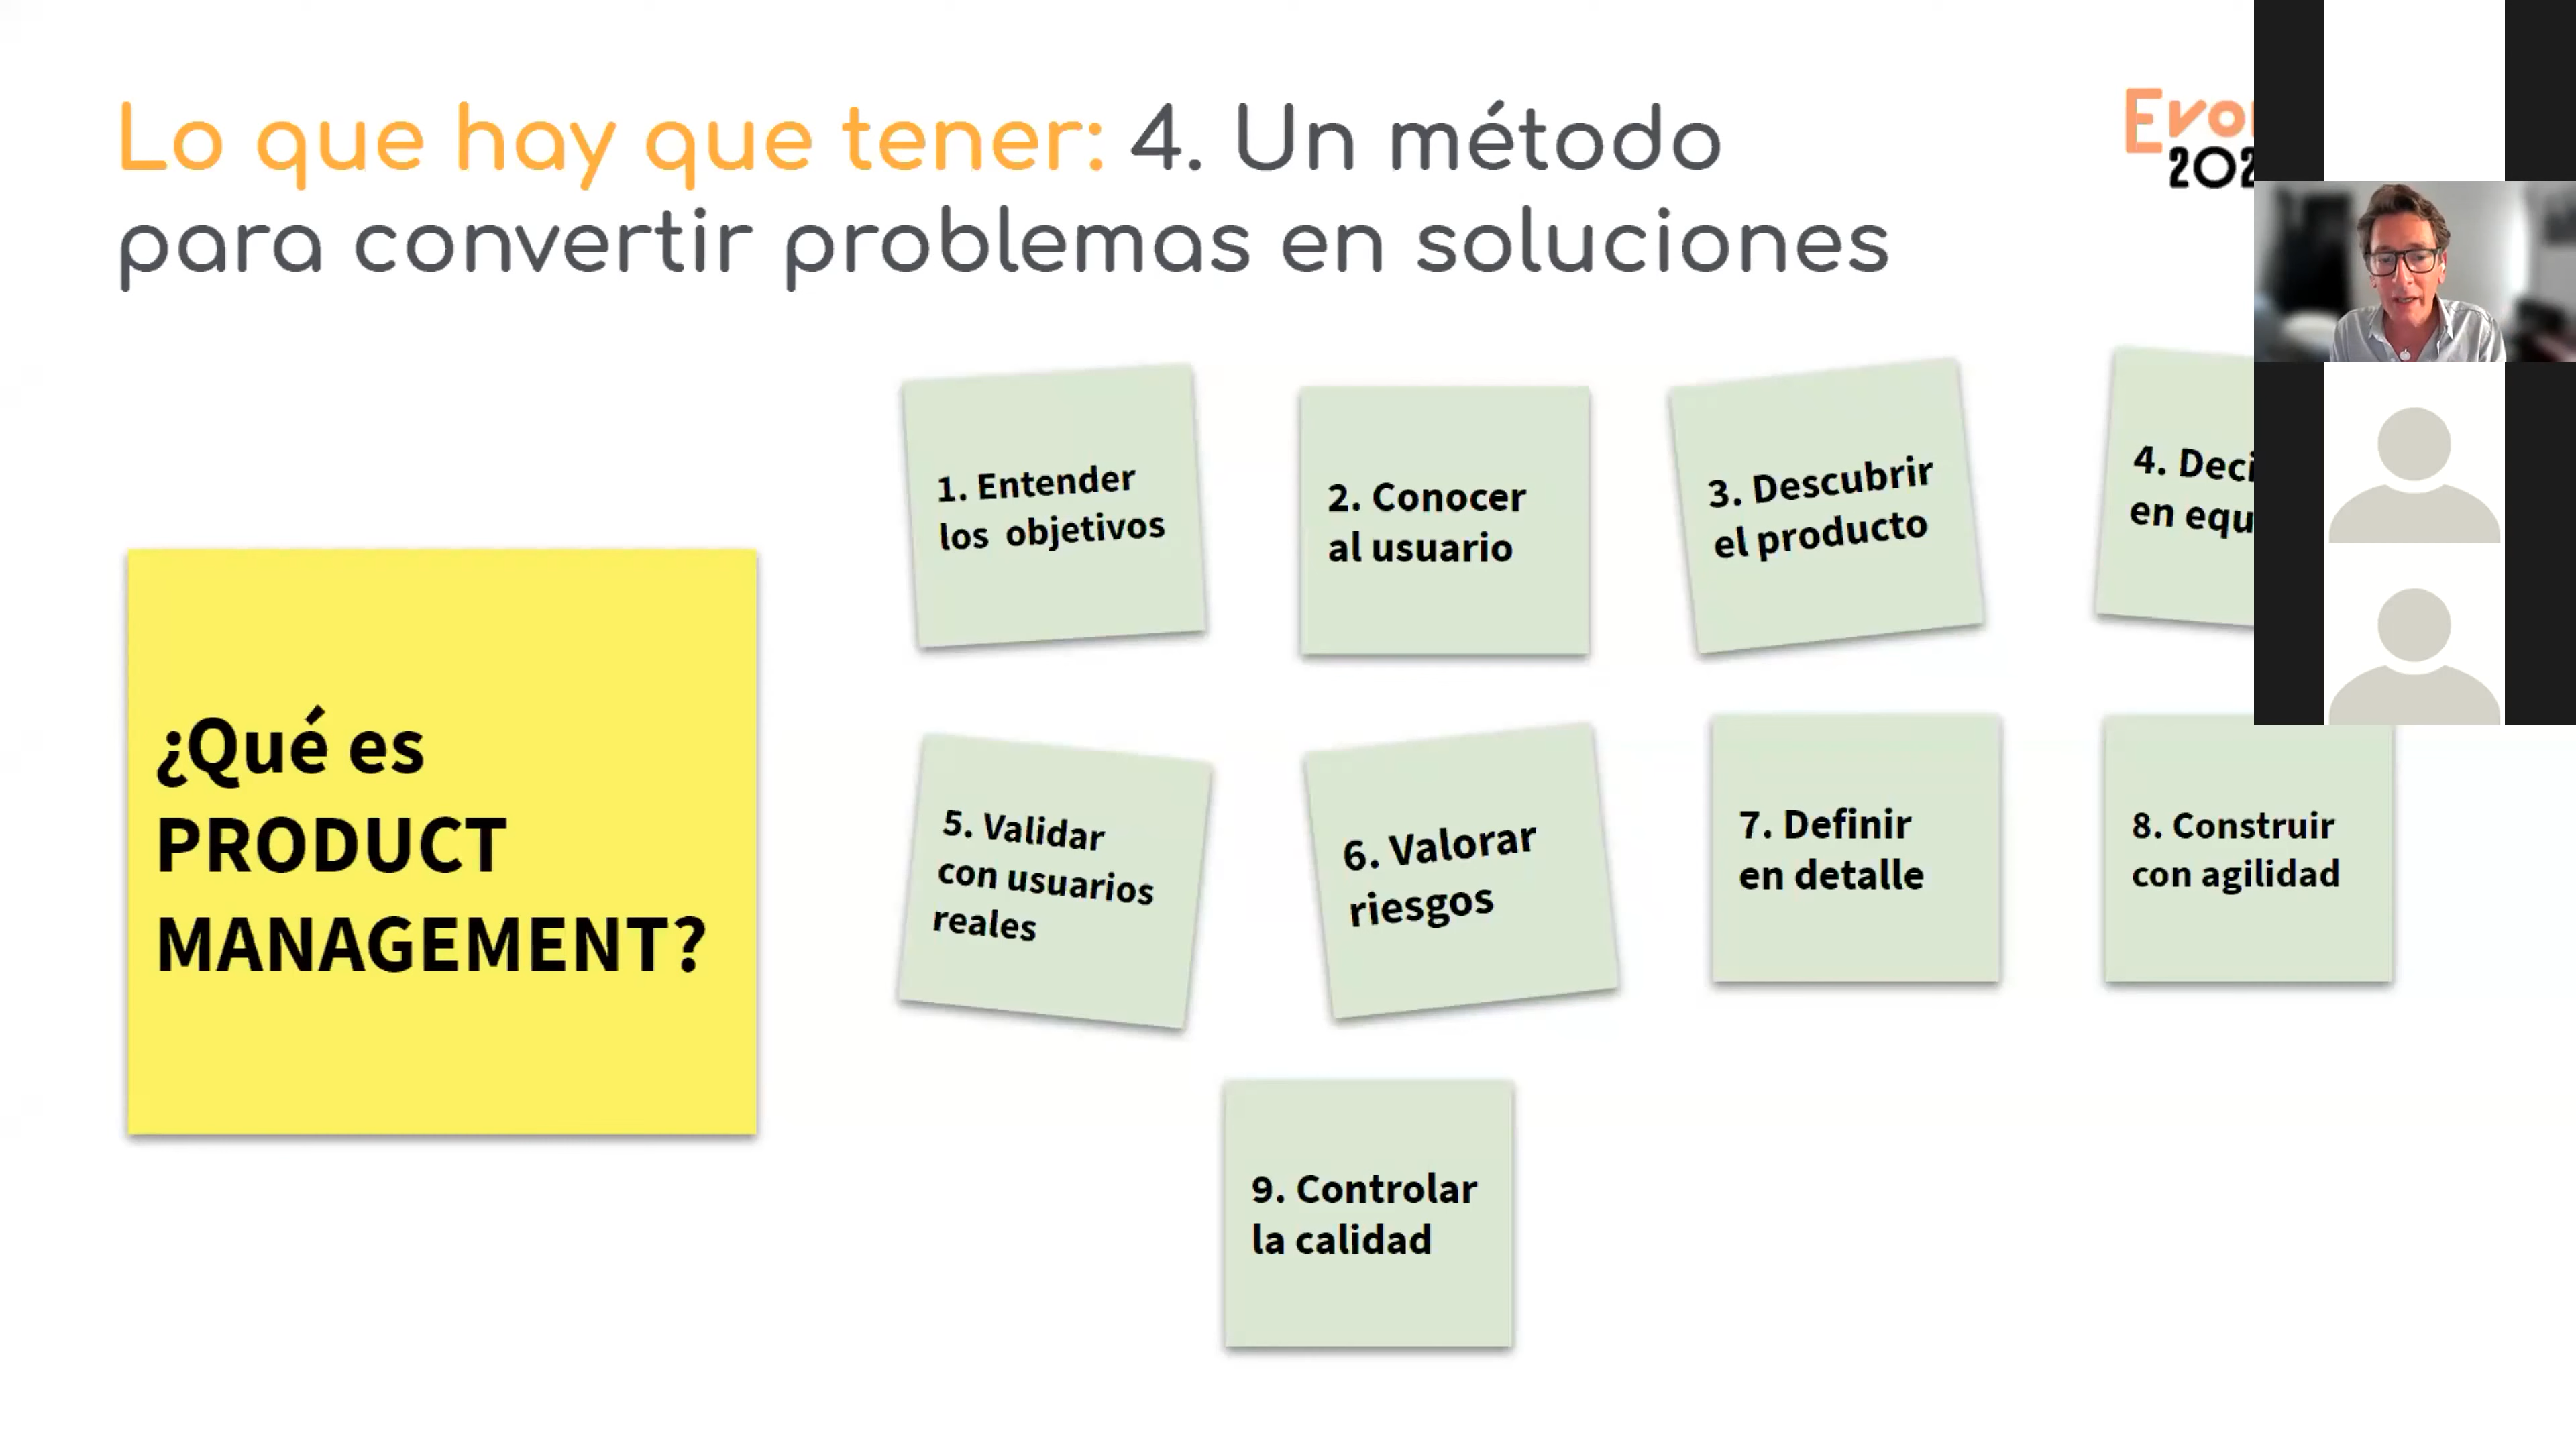 Lo que hay que tener: 4. Un método
para convertir problemas en soluciones
¿Qué es
PRODUCT
MANAGEMENT?
1. Entender
los objetivos
2. Conocer
al usuario
3. Descubrir
el producto
4.
en
5. Validar
con usuarios
reales
6. Valorar
riesgos
7. Definir
en detalle
8. Construir
con agilidad
9. Controlar
la calidad